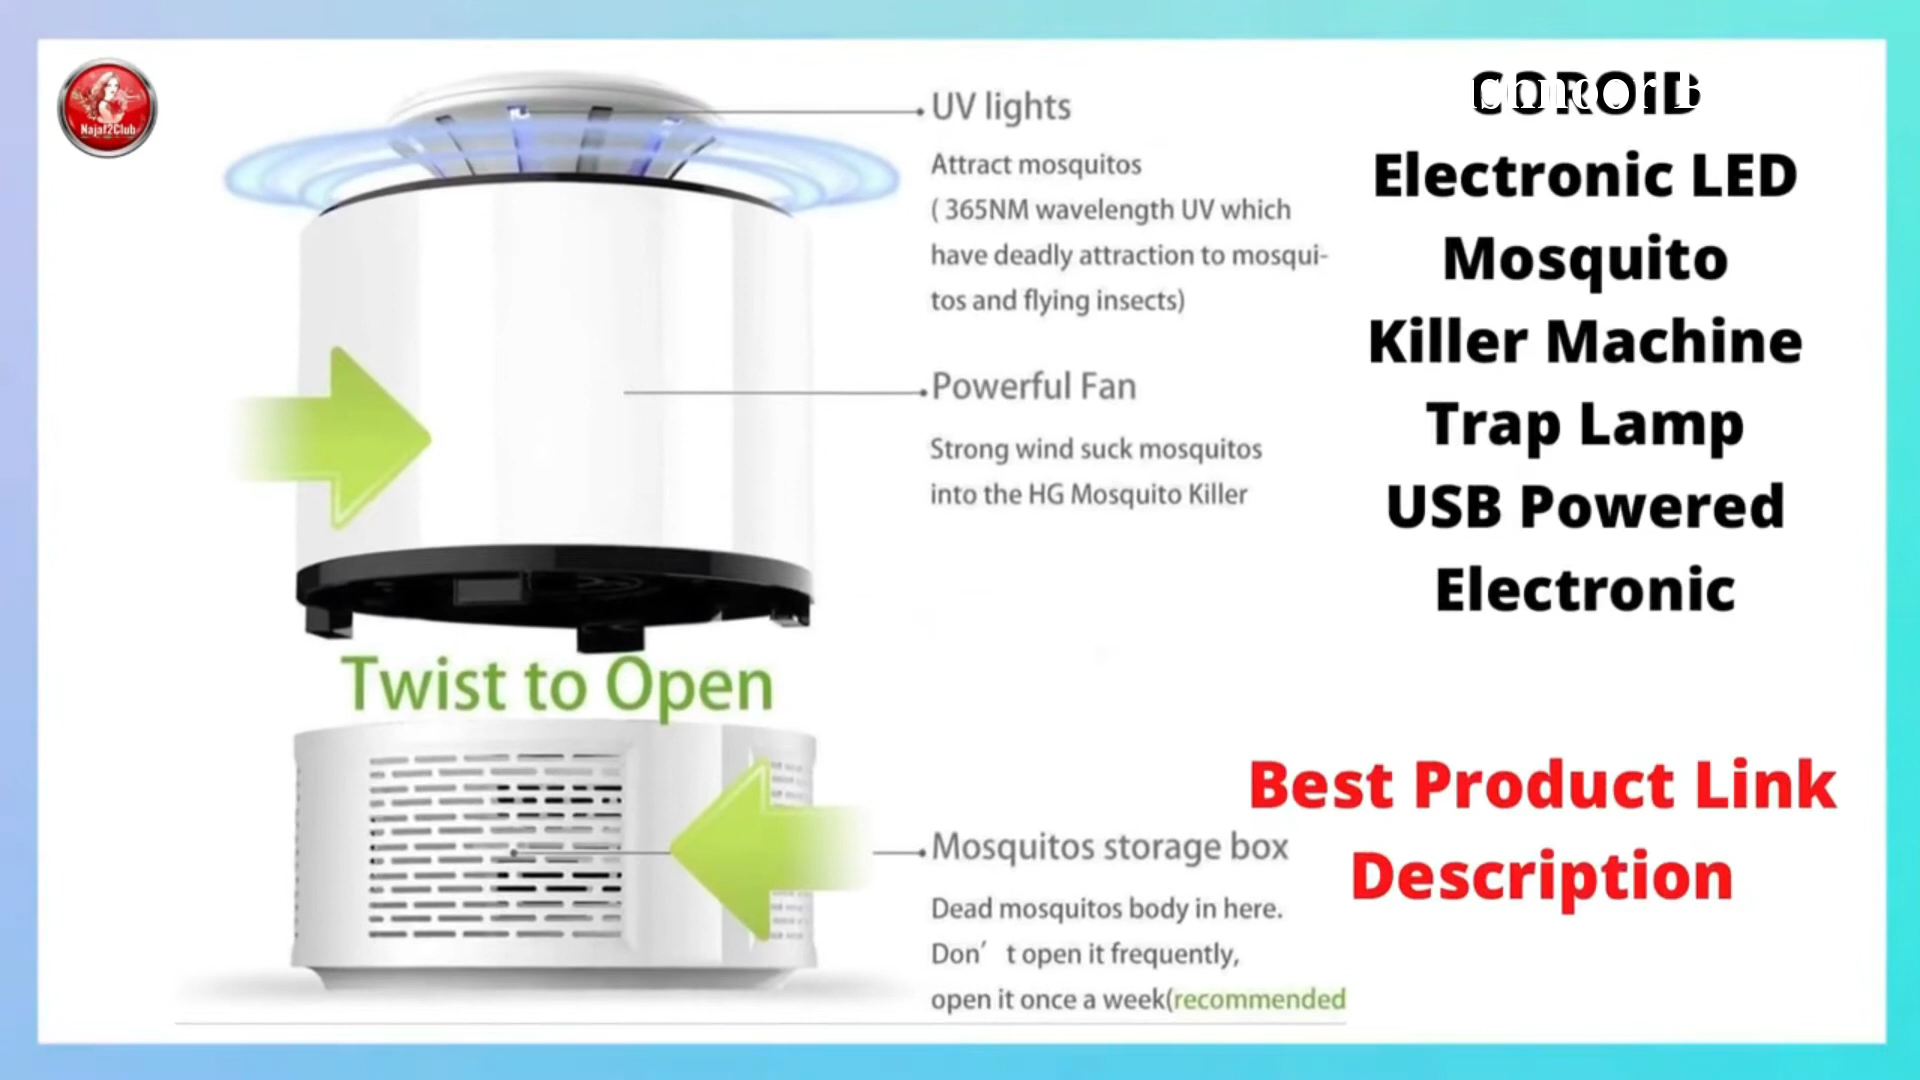 Najaf2Club
UV lights
Attract mosquitos
( 365NM wavelength UV which
have deadly attraction to mosqui-
tos and flying insects)
Powerful Fan
Strong wind suck mosquitos
into the HG Mosquito Killer
Twist to Open
Mosquitos storage box
Dead mosquitos body in here.
Don’ t open it frequently,
open it once a week(recommended
COROID
Electronic LED
Mosquito
Killer Machine
Trap Lamp
USB Powered
Electronic
Best Product Link
Description